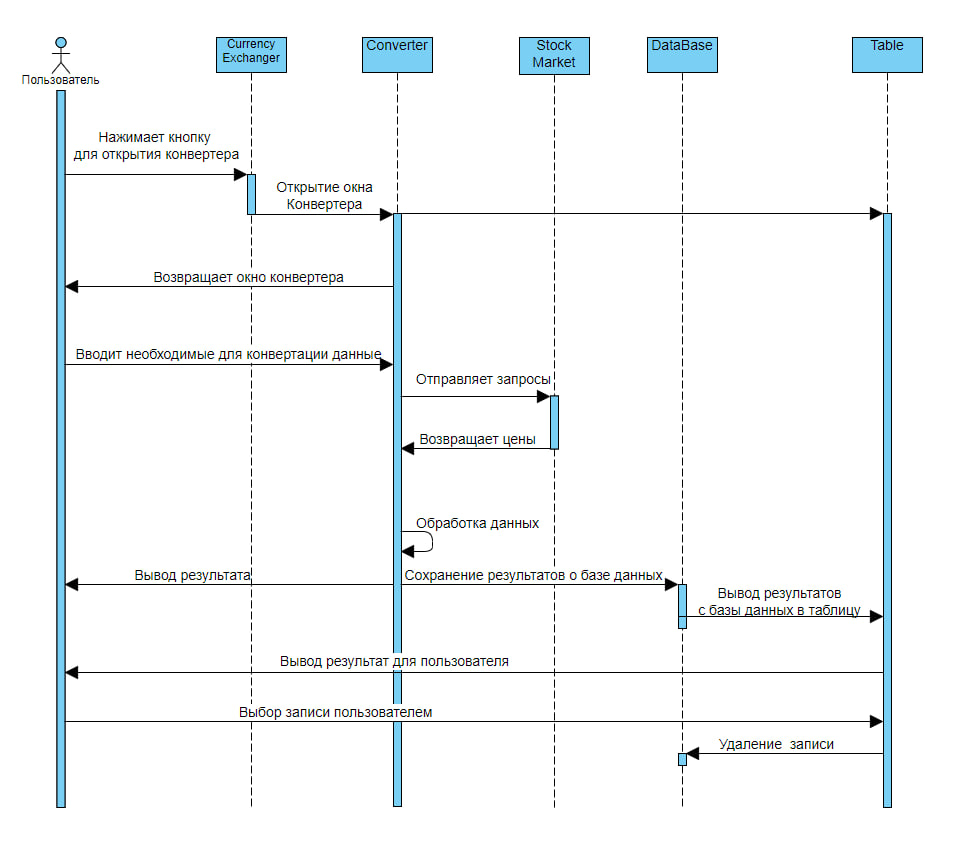 Пользователь
Currency
Exchanger
Converter
Stock
Market
DataBase
Table
Нажимает кнопку
для открытия конвертера
Открытие окна
Конвертера
Возвращает окно конвертера
Вводит необходимые для конвертации данные
Отправляет запросы
Возвращает цены
Обработка данных
Вывод результата
Сохранение результатов о базе данных
Вывод результатов
с базы данных в таблицу
Вывод результат для пользователя
Выбор записи пользователем
Удаление записи